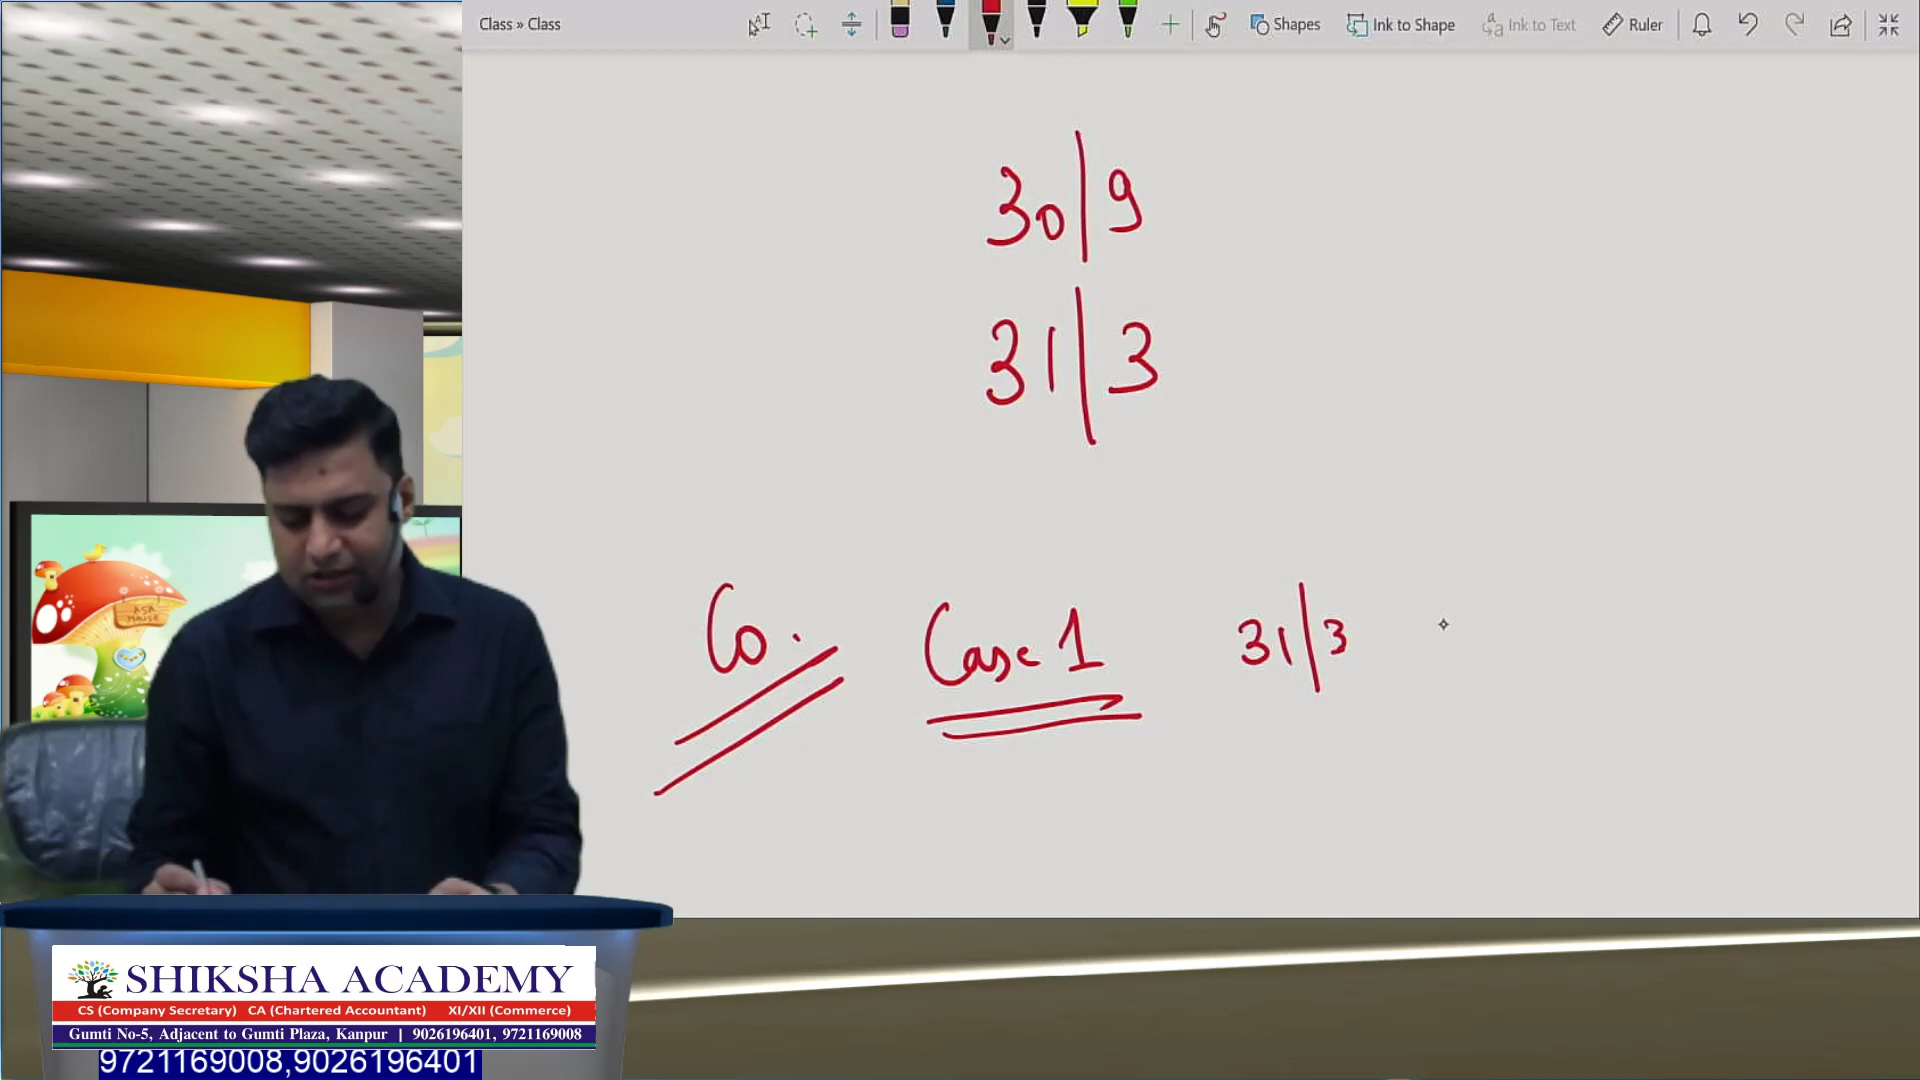 Class » Class
Shapes
Ink to Shape
Ink to Text
Ruler
30|9
31|3
Co. Case 1 31|3
SHIKSHA ACADEMY
CS (Company Secretary) CA (Chartered Accountant) XI/XII (Commerce)
Gumti No-5, Adjacent to Gumti Plaza, Kanpur | 9026196401, 9721169008
9721169008,9026196401